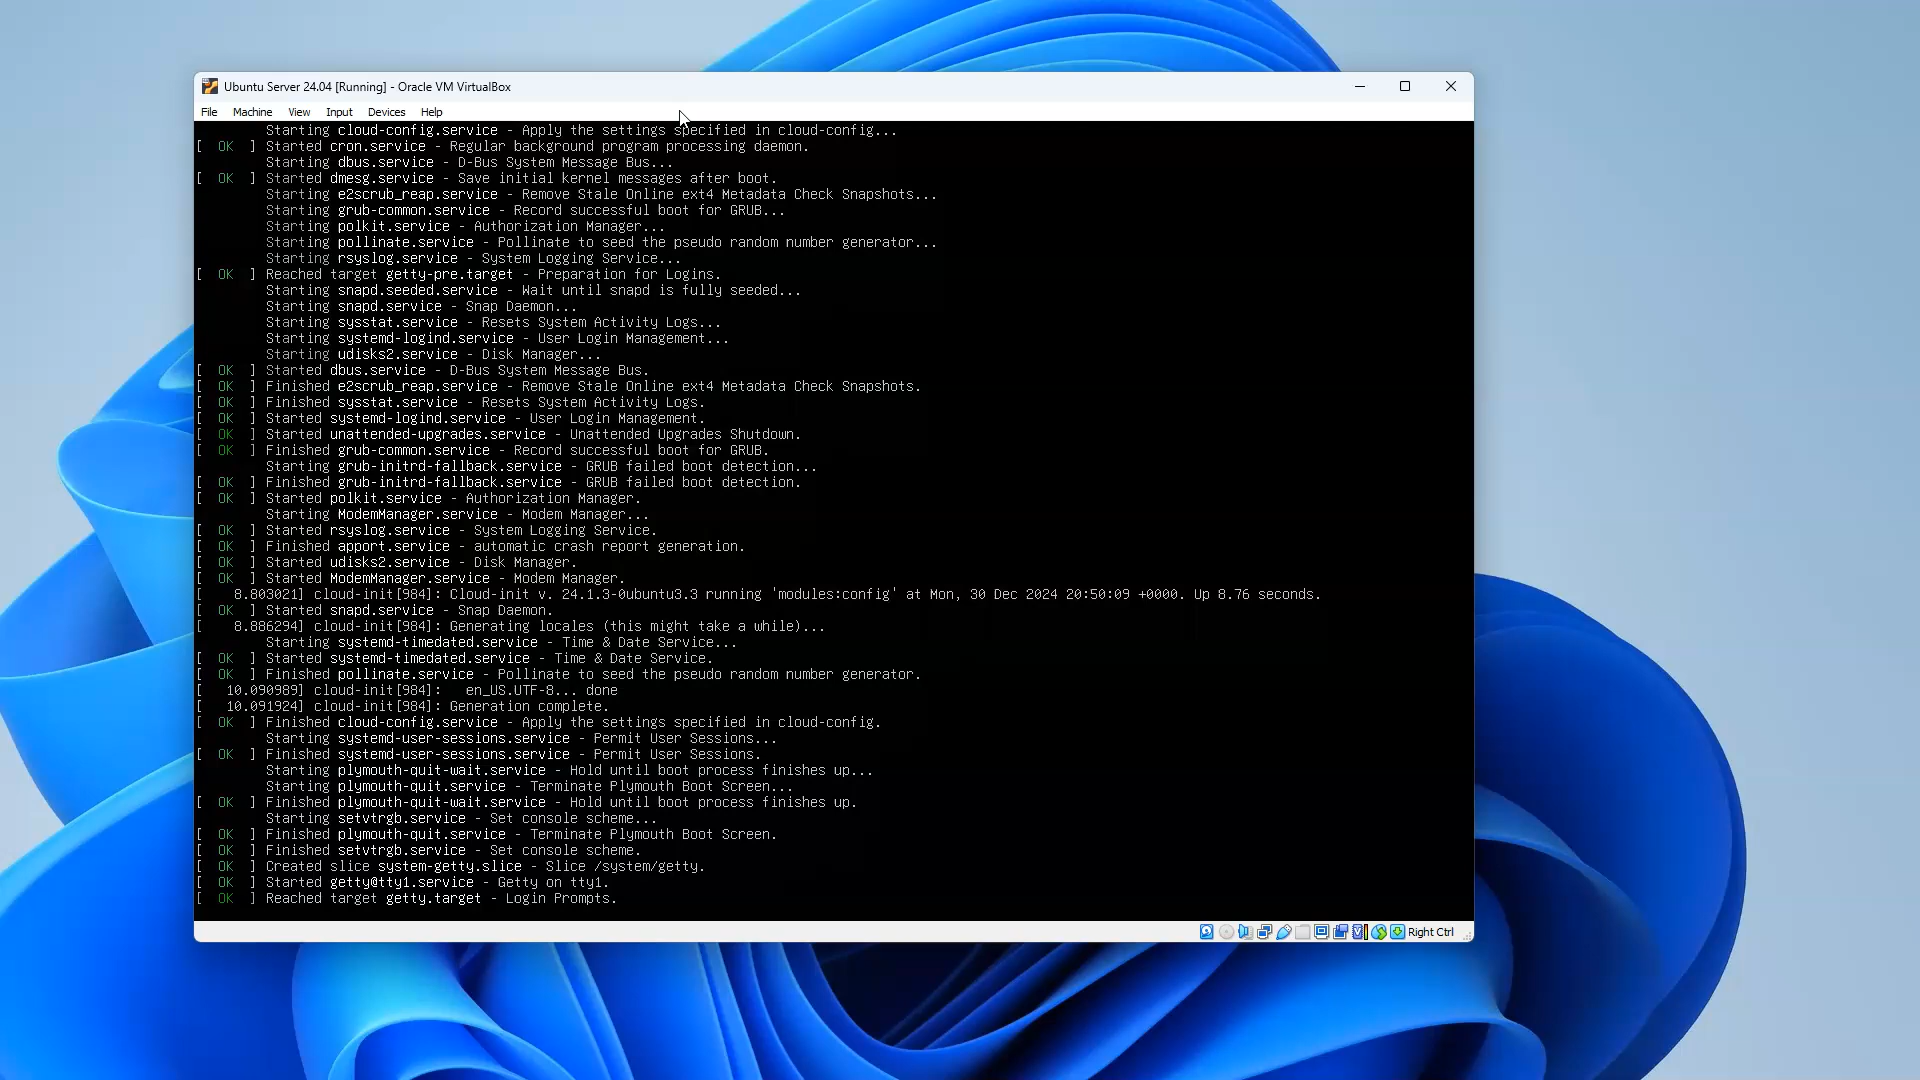 Ubuntu Server 24.04 [Running] - Oracle VM VirtualBox
File Machine View Input Devices Help
Starting cloud-config.service - Apply the settings specified in cloud-config...
[ OK ] Started cron.service - Regular background program processing daemon.
Starting dbus.service - D-Bus System Message Bus...
[ OK ] Started dmesg.service - Save initial kernel messages after boot.
Starting e2scrub_reap.service - Remove Stale Online ext4 Metadata Check Snapshots...
Starting grub-common.service - Record successful boot for GRUB...
Starting polkit.service - Authorization Manager...
Starting pollinate.service - Pollinate to seed the pseudo random number generator...
Starting rsyslog.service - System Logging Service...
[ OK ] Reached target getty-pre.target - Preparation for Logins.
Starting snapd.seeded.service - Wait until snapd is fully seeded...
Starting snapd.service - Snap Daemon...
Starting sysstat.service - Resets System Activity Logs...
Starting systemd-logind.service - User Login Management...
Starting udisks2.service - Disk Manager...
[ OK ] Started dbus.service - D-Bus System Message Bus.
[ OK ] Finished e2scrub_reap.service - Remove Stale Online ext4 Metadata Check Snapshots.
[ OK ] Finished sysstat.service - Resets System Activity Logs.
[ OK ] Started systemd-logind.service - User Login Management.
[ OK ] Started unattended-upgrades.service - Unattended Upgrades Shutdown.
[ OK ] Finished grub-common.service - Record successful boot for GRUB.
Starting grub-initrd-fallback.service - GRUB failed boot detection...
[ OK ] Finished grub-initrd-fallback.service - GRUB failed boot detection.
[ OK ] Started polkit.service - Authorization Manager.
Starting ModemManager.service - Modem Manager...
[ OK ] Started rsyslog.service - System Logging Service.
[ OK ] Finished apport.service - automatic crash report generation.
[ OK ] Started udisks2.service - Disk Manager.
[ OK ] Started ModemManager.service - Modem Manager.
[ 8.803021] cloud-init[984]: Cloud-init v. 24.1.3-0ubuntu3.3 running 'modules:config' at Mon, 30 Dec 2024 20:50:09 +0000. Up 8.76 seconds.
[ OK ] Started snapd.service - Snap Daemon.
[ 8.886294] cloud-init[984]: Generating locales (this might take a while)...
Starting systemd-timedated.service - Time & Date Service...
[ OK ] Started systemd-timedated.service - Time & Date Service.
[ OK ] Finished pollinate.service - Pollinate to seed the pseudo random number generator.
[ 10.090989] cloud-init[984]: en_US.UTF-8... done
[ 10.091924] cloud-init[984]: Generation complete.
[ OK ] Finished cloud-config.service - Apply the settings specified in cloud-config.
Starting systemd-user-sessions.service - Permit User Sessions...
[ OK ] Finished systemd-user-sessions.service - Permit User Sessions.
Starting plymouth-quit-wait.service - Hold until boot process finishes up...
Starting plymouth-quit.service - Terminate Plymouth Boot Screen...
[ OK ] Finished plymouth-quit-wait.service - Hold until boot process finishes up.
Starting setvtrgb.service - Set console scheme...
[ OK ] Finished plymouth-quit.service - Terminate Plymouth Boot Screen.
[ OK ] Finished setvtrgb.service - Set console scheme.
[ OK ] Created slice system-getty.slice - Slice /system/getty.
[ OK ] Started getty@tty1.service - Getty on tty1.
[ OK ] Reached target getty.target - Login Prompts.
Right Ctrl